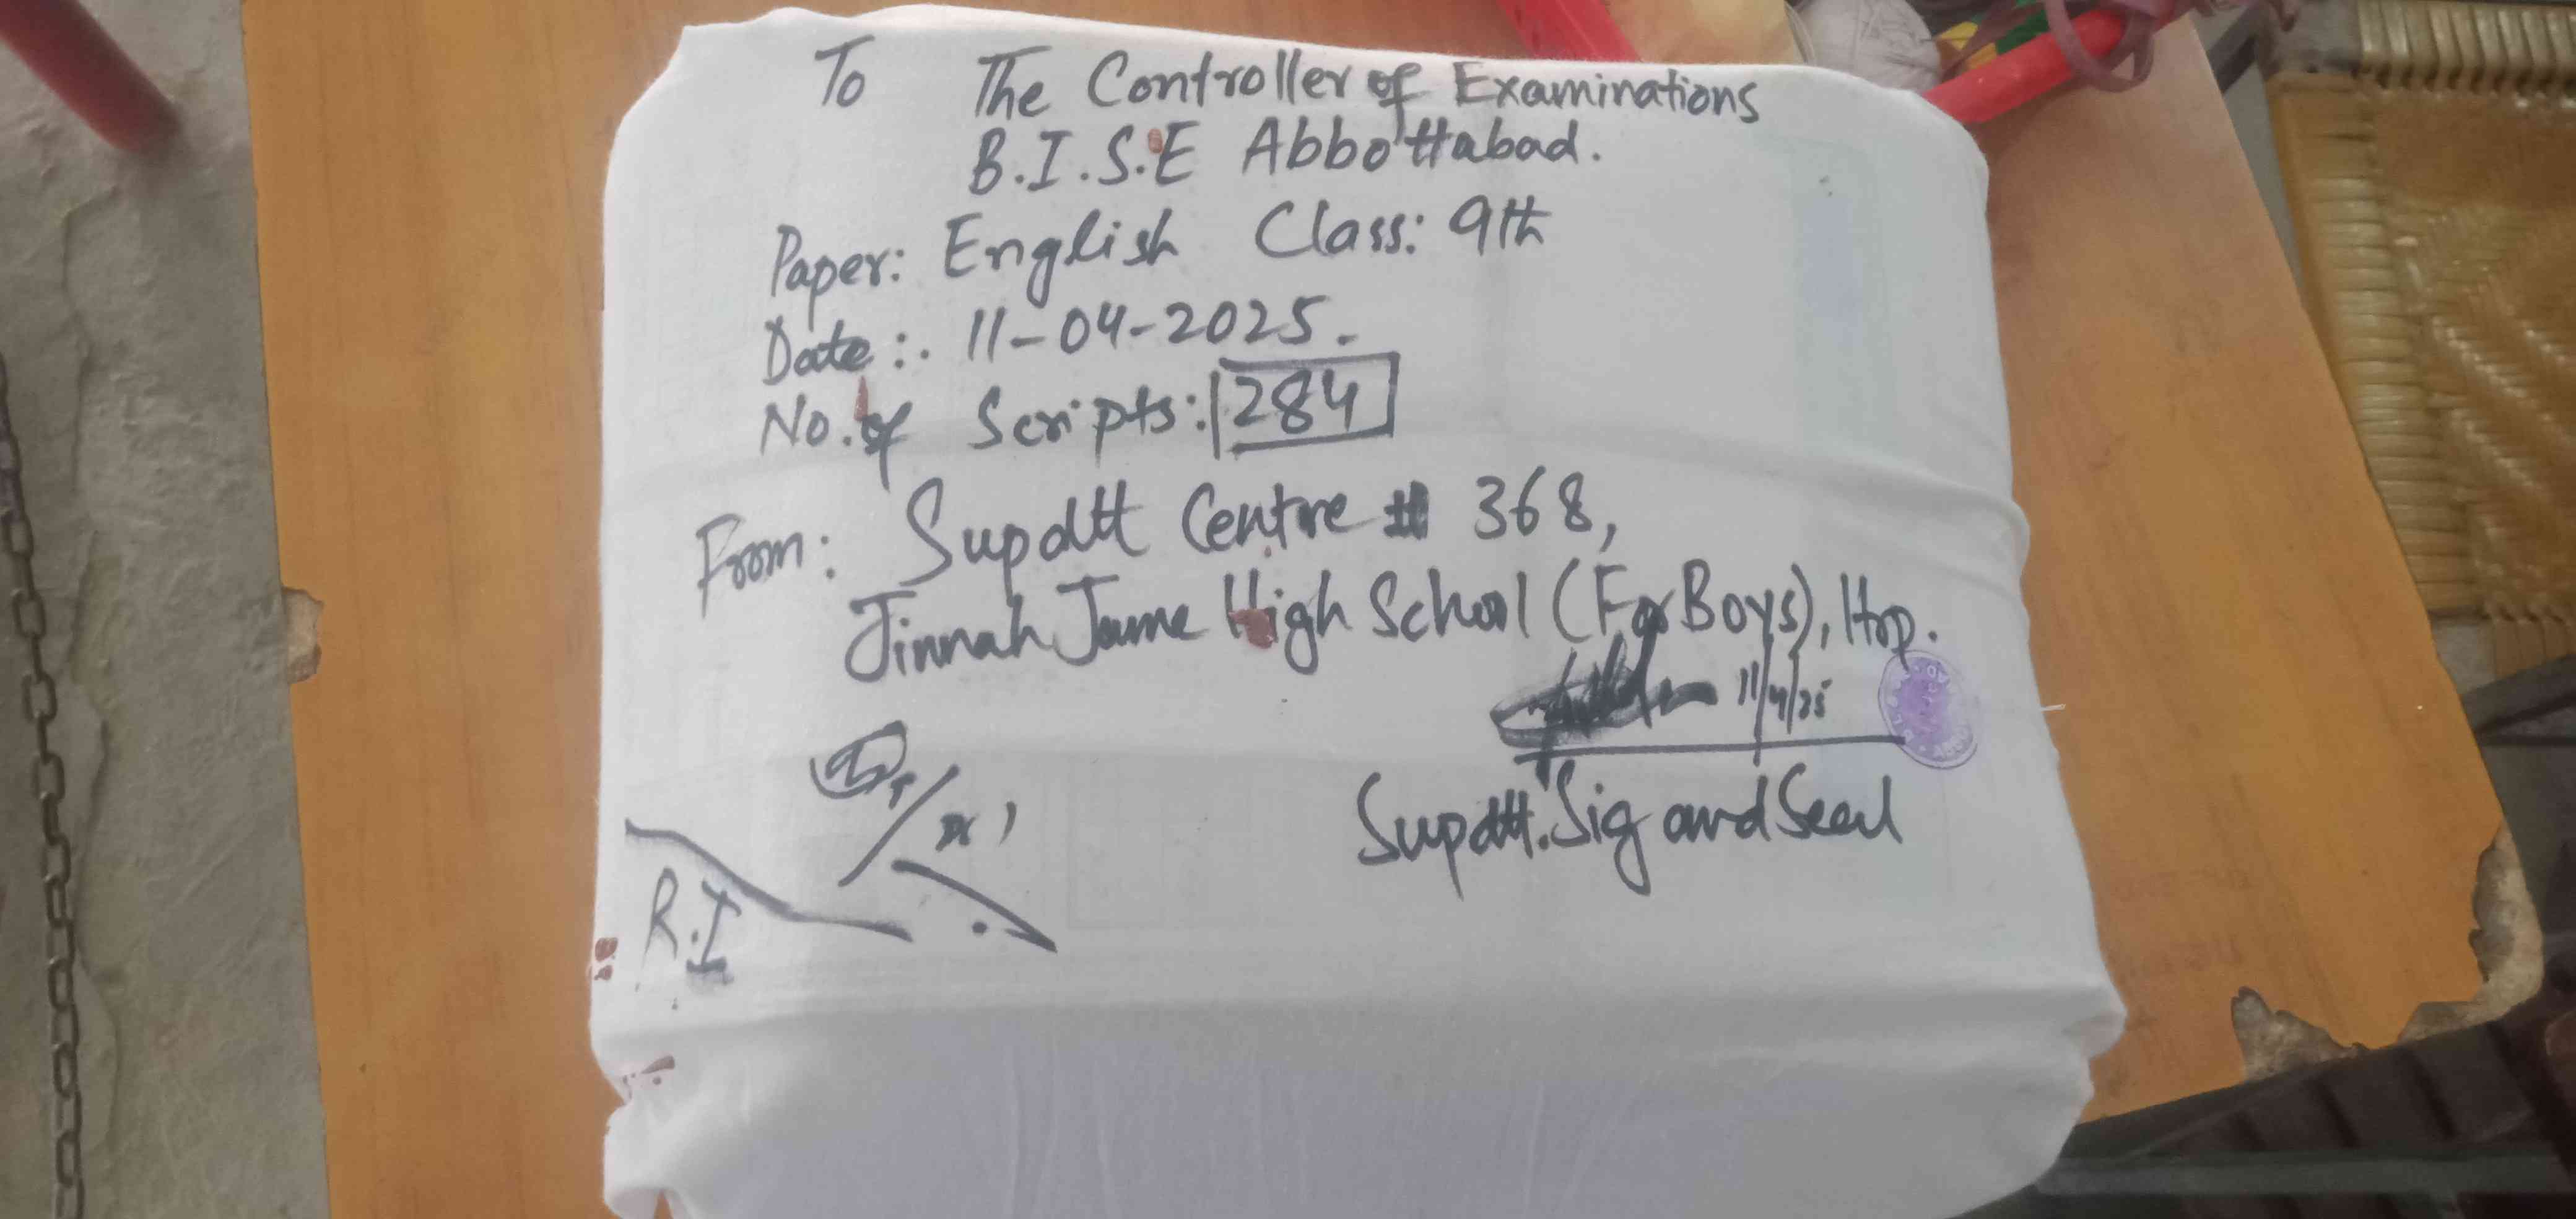 To The Controller of Examinations
B.I.S.E Abbottabad.
Paper: English Class: 9th
Date:. 11-04-2025.
No. of Scripts: 284
From: Supdtt Centre # 368,
Jinnah Jame High School (For Boys), Hrp.
11/4/25
Supdtt. Sig and Seal
R.I